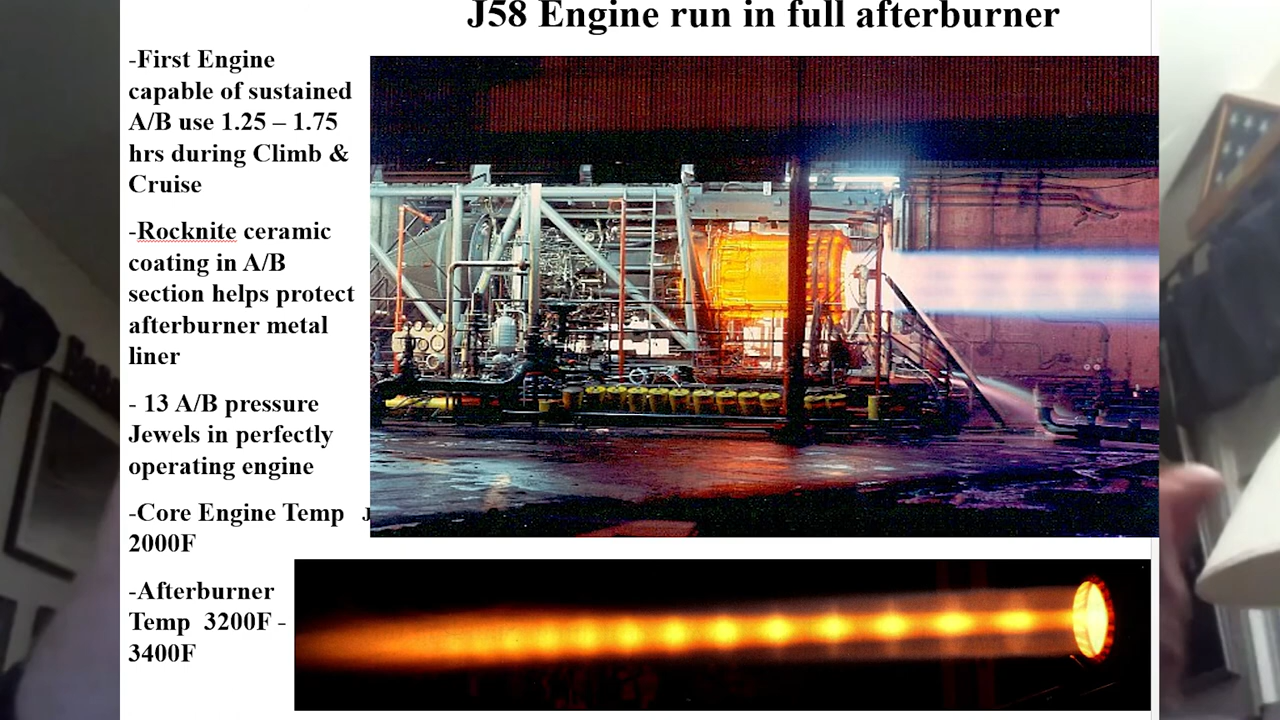 J58 Engine run in full afterburner
-First Engine
capable of sustained
A/B use 1.25 – 1.75
hrs during Climb &
Cruise
-Rocknite ceramic
coating in A/B
section helps protect
afterburner metal
liner
- 13 A/B pressure
Jewels in perfectly
operating engine
-Core Engine Temp
2000F
-Afterburner
Temp 3200F -
3400F